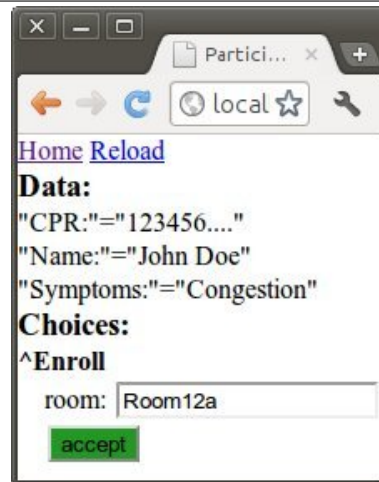 Partici...
local
Home Reload
Data:
"CPR:"="123456...."
"Name:"="John Doe"
"Symptoms:"="Congestion"
Choices:
^Enroll
room: Room12a
accept